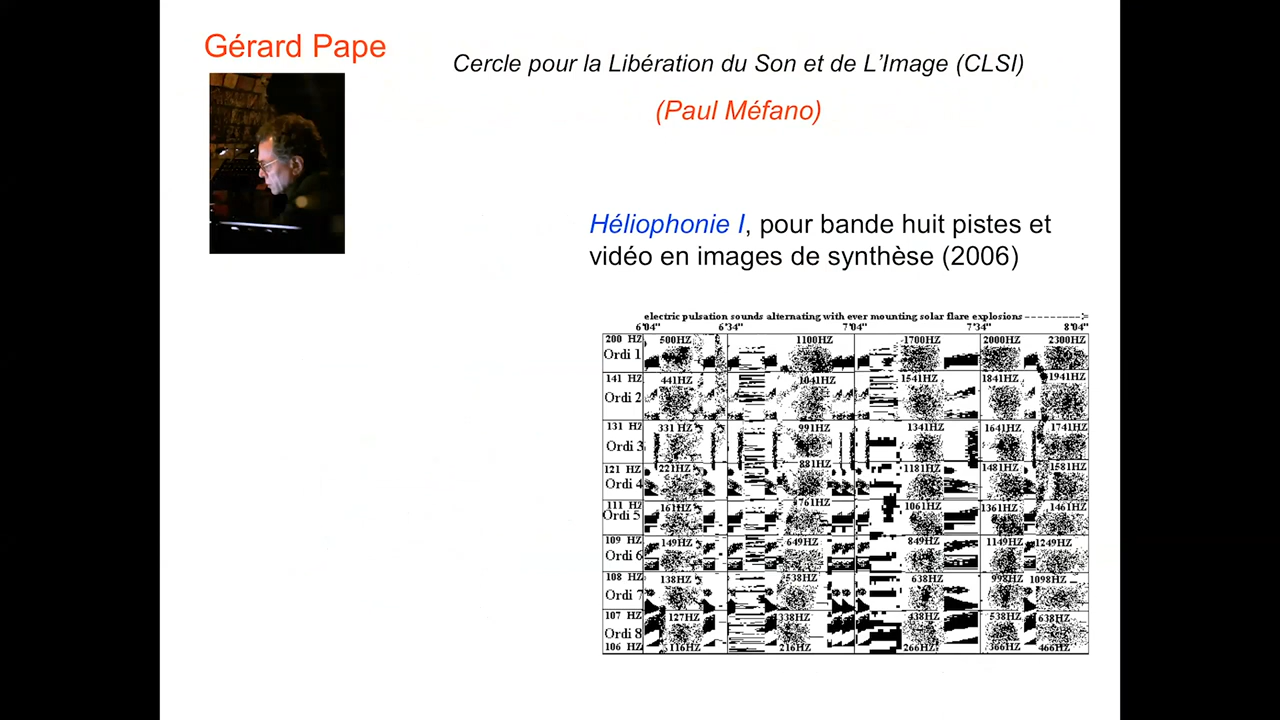 Gérard Pape
Cercle pour la Libération du Son et de L'Image (CLSI)
(Paul Méfano)
Héliophonie I, pour bande huit pistes et
vidéo en images de synthèse (2006)
electric pulsation sounds alternating with ever mounting solar flare explosions
6'04" 6'34" 7'04" 7'34" 8'04"
200 HZ 500HZ 1100HZ 1700HZ 2000HZ 2300HZ
Ordi 1
141 HZ 441HZ 1041HZ 1541HZ 1841HZ 1941HZ
Ordi 2
131 HZ 331 HZ 991HZ 1341HZ 1641HZ 1741HZ
Ordi 3
121 HZ 221HZ 881HZ 1181HZ 1481HZ 1581HZ
Ordi 4
111 HZ 161HZ 761HZ 1061HZ 1361HZ 1461HZ
Ordi 5
109 HZ 149HZ 649HZ 849HZ 1149HZ 1249HZ
Ordi 6
108 HZ 138HZ 538HZ 638HZ 998HZ 1098HZ
Ordi 7
107 HZ 127HZ 338HZ 438HZ 538HZ 638HZ
Ordi 8
106 HZ 116HZ 216HZ 266HZ 366HZ 466HZ